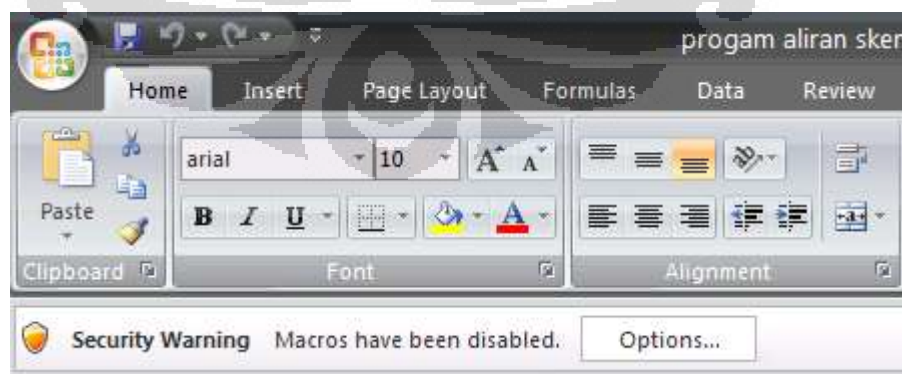 progam aliran sker
Home Insert Page Layout Formulas Data Review
arial 10 A A
Paste B I U A a
Clipboard Font Alignment
Security Warning Macros have been disabled. Options...